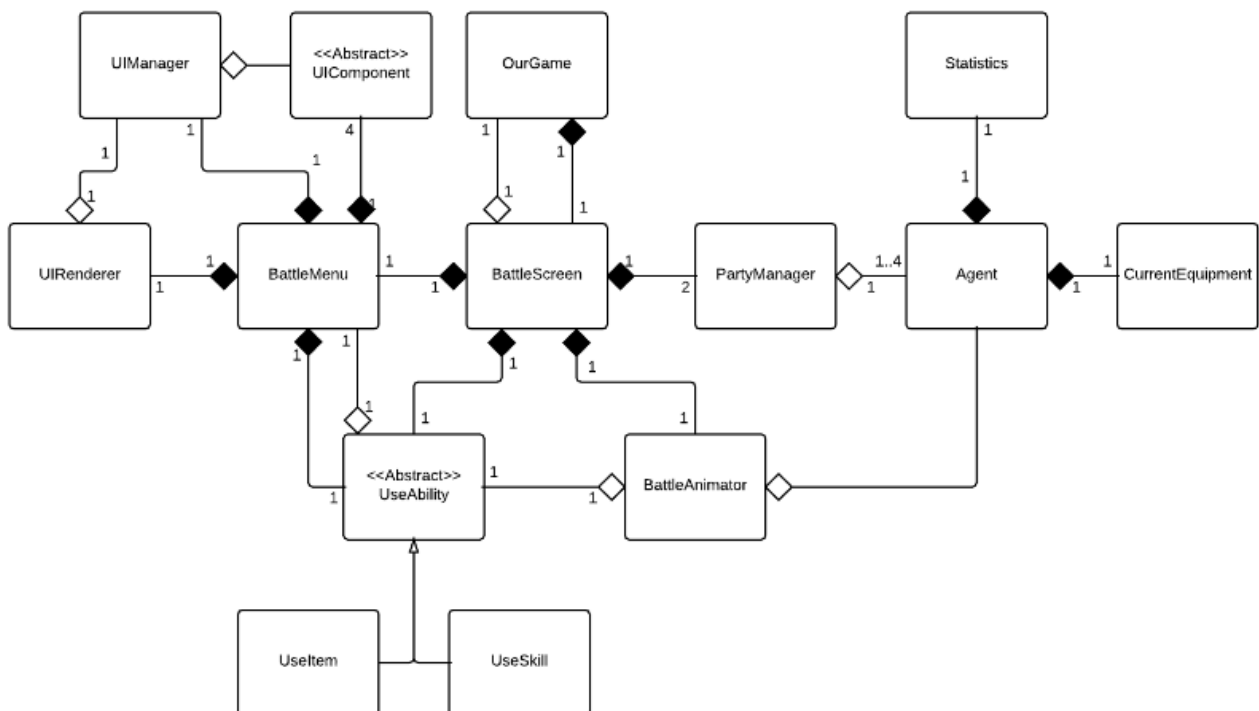 <<Abstract>>
UIManager
UIComponent
OurGame
Statistics
1
1
4
1
1
1
1
1
1
1
1
1
1
1
UIRenderer
1
1
BattleMenu
1
1
BattleScreen
1
2
PartyManager
1..4
1
Agent
1
1
CurrentEquipment
1
1
1
1
1
1
1
1
<<Abstract>>
UseAbility
1
1
BattleAnimator
UseItem
UseSkill